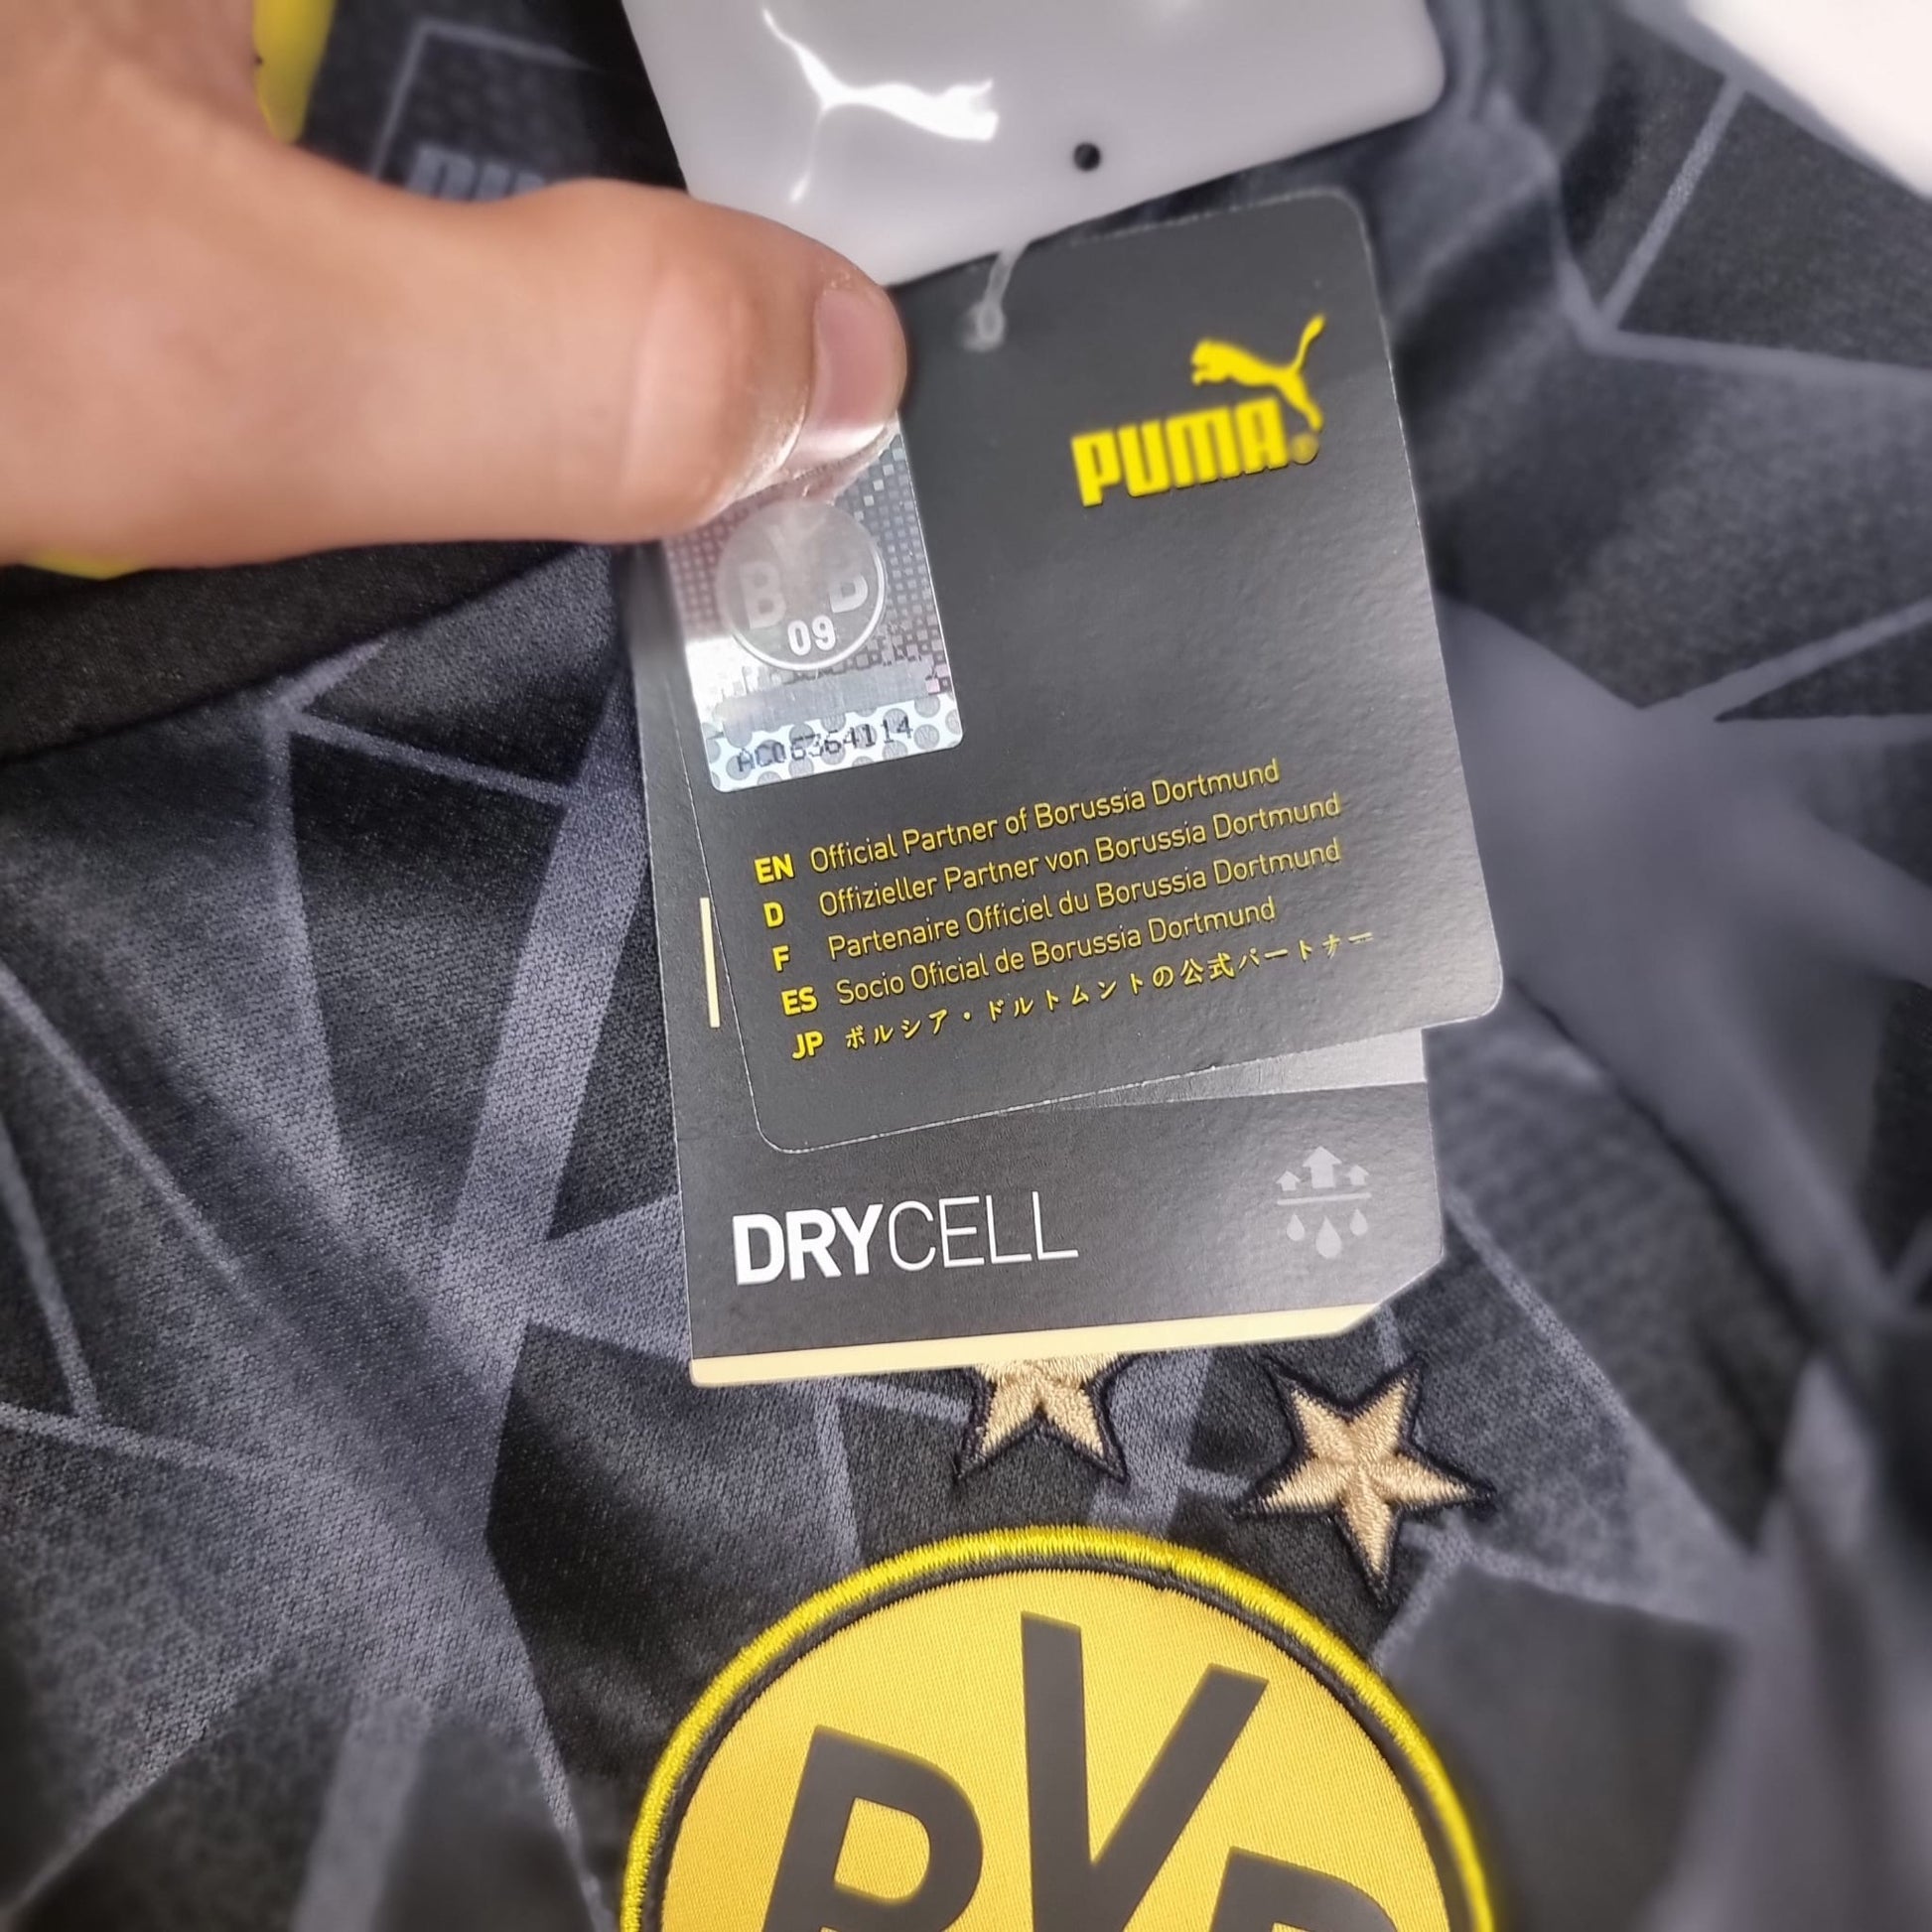 PUMA®
BVB
09
AC06364114
EN Official Partner of Borussia Dortmund
D Offizieller Partner von Borussia Dortmund
F Partenaire Officiel du Borussia Dortmund
ES Socio Oficial de Borussia Dortmund
JP ボルシア・ドルトムントの公式パートナー
DRYCELL
BVB